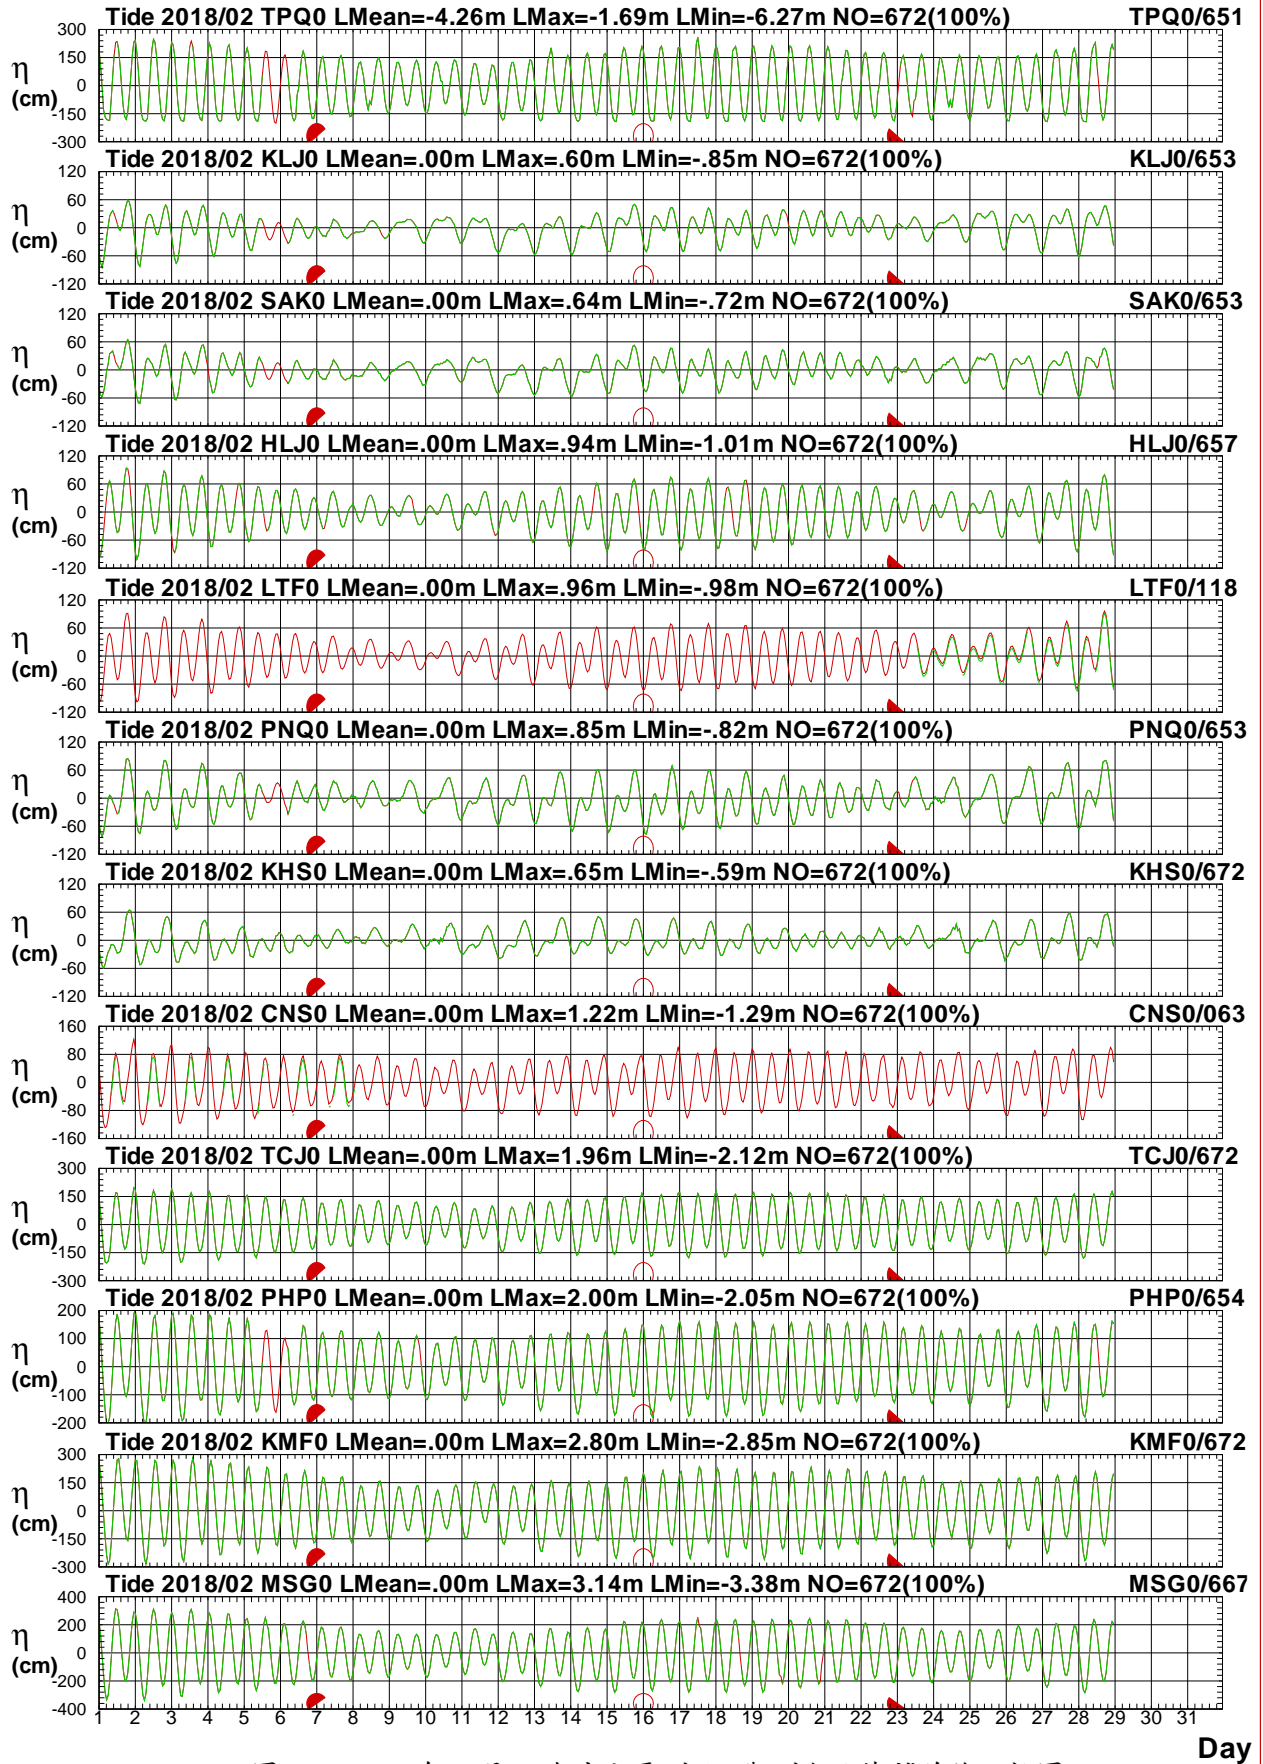 Tide 2018/02 TPQ0 LMean=-4.26m LMax=-1.69m LMin=-6.27m NO=672(100%) TPQ0/651
300
150
η
0
(cm)
-150
-300
Tide 2018/02 KLJ0 LMean=.00m LMax=.60m LMin=-.85m NO=672(100%) KLJ0/653
120
60
η
0
(cm)
-60
-120
Tide 2018/02 SAK0 LMean=.00m LMax=.64m LMin=-.72m NO=672(100%) SAK0/653
120
60
η
0
(cm)
-60
-120
Tide 2018/02 HLJ0 LMean=.00m LMax=.94m LMin=-1.01m NO=672(100%) HLJ0/657
120
60
η
0
(cm)
-60
-120
Tide 2018/02 LTF0 LMean=.00m LMax=.96m LMin=-.98m NO=672(100%) LTF0/118
120
60
η
0
(cm)
-60
-120
Tide 2018/02 PNQ0 LMean=.00m LMax=.85m LMin=-.82m NO=672(100%) PNQ0/653
120
60
η
0
(cm)
-60
-120
Tide 2018/02 KHS0 LMean=.00m LMax=.65m LMin=-.59m NO=672(100%) KHS0/672
120
60
η
0
(cm)
-60
-120
Tide 2018/02 CNS0 LMean=.00m LMax=1.22m LMin=-1.29m NO=672(100%) CNS0/063
160
80
η
0
(cm)
-80
-160
Tide 2018/02 TCJ0 LMean=.00m LMax=1.96m LMin=-2.12m NO=672(100%) TCJ0/672
300
150
η
0
(cm)
-150
-300
Tide 2018/02 PHP0 LMean=.00m LMax=2.00m LMin=-2.05m NO=672(100%) PHP0/654
200
100
η
0
(cm)
-100
-200
Tide 2018/02 KMF0 LMean=.00m LMax=2.80m LMin=-2.85m NO=672(100%) KMF0/672
300
150
η
0
(cm)
-150
-300
Tide 2018/02 MSG0 LMean=.00m LMax=3.14m LMin=-3.38m NO=672(100%) MSG0/667
400
200
η
0
(cm)
-200
-400
1 2 3 4 5 6 7 8 9 10 11 12 13 14 15 16 17 18 19 20 21 22 23 24 25 26 27 28 29 30 31
Day